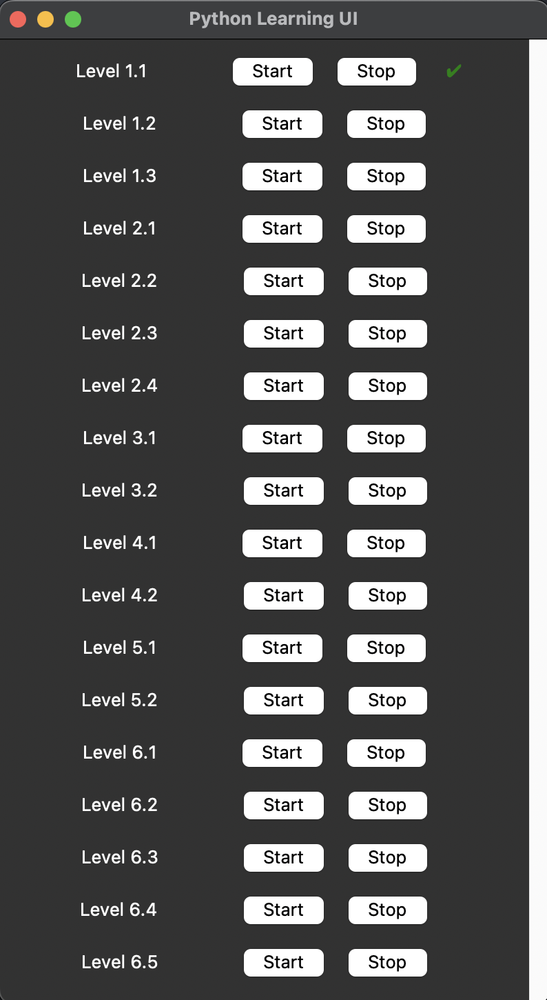 Python Learning UI
Level 1.1 Start Stop ✔
Level 1.2 Start Stop
Level 1.3 Start Stop
Level 2.1 Start Stop
Level 2.2 Start Stop
Level 2.3 Start Stop
Level 2.4 Start Stop
Level 3.1 Start Stop
Level 3.2 Start Stop
Level 4.1 Start Stop
Level 4.2 Start Stop
Level 5.1 Start Stop
Level 5.2 Start Stop
Level 6.1 Start Stop
Level 6.2 Start Stop
Level 6.3 Start Stop
Level 6.4 Start Stop
Level 6.5 Start Stop